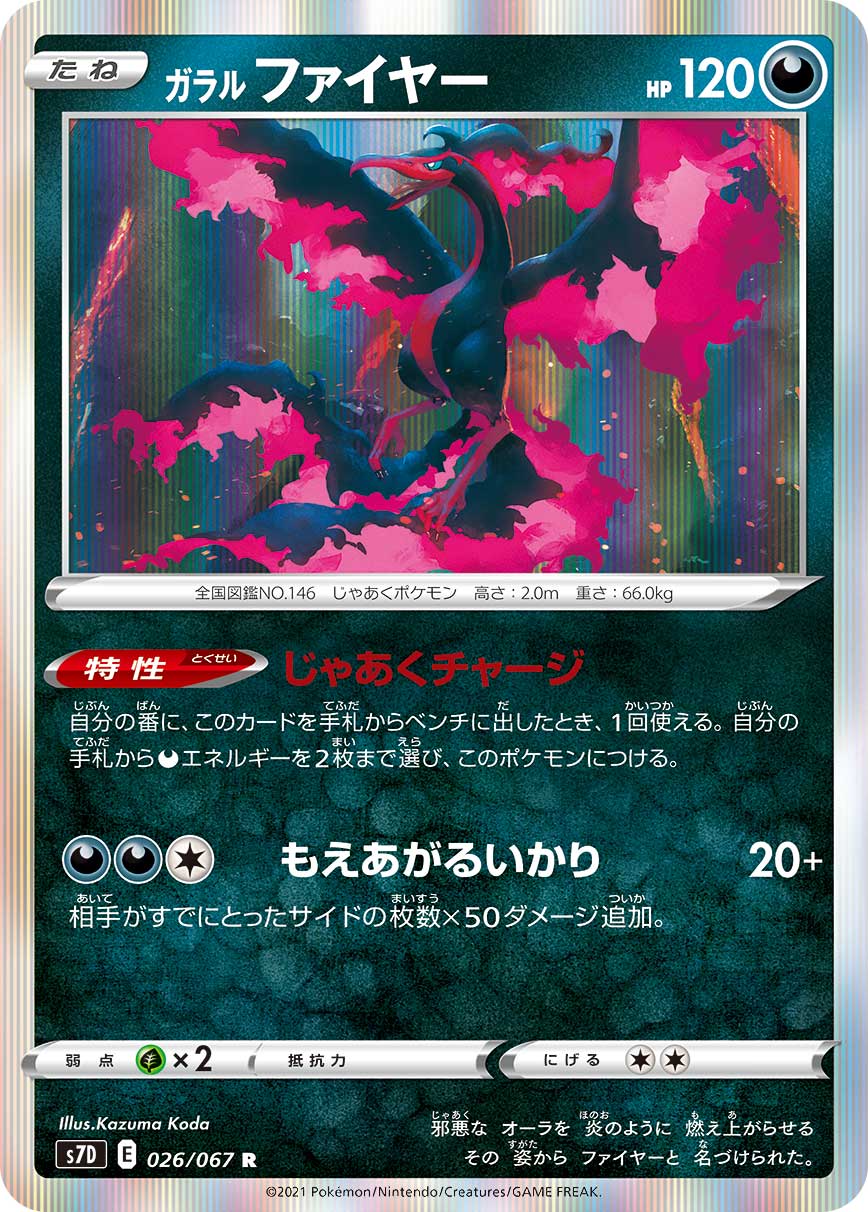 たね ガラル ファイヤー HP 120
全国図鑑NO.146 じゃあくポケモン 高さ：2.0m 重さ：66.0kg
特性 とくせい じゃあくチャージ
自分の番に、このカードを手札からベンチに出したとき、1回使える。自分の
手札からエネルギーを2枚まで選び、このポケモンにつける。
もえあがるいかり 20+
相手がすでにとったサイドの枚数×50ダメージ追加。
弱点 ×2 抵抗力 にげる
Illus.Kazuma Koda
邪悪な オーラを 炎のように 燃え上がらせる
その 姿から ファイヤーと 名づけられた。
s7D E 026/067 R
©2021 Pokémon/Nintendo/Creatures/GAME FREAK.